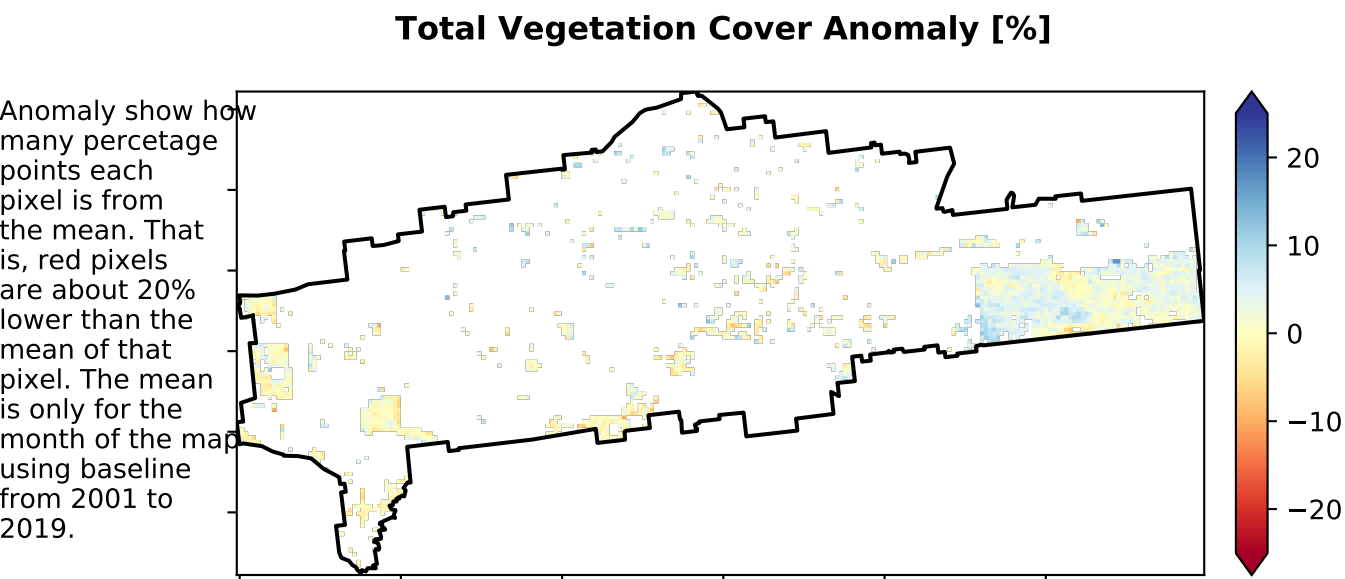 Total Vegetation Cover Anomaly [%]
Anomaly show how
many percetage
points each
pixel is from
the mean. That
is, red pixels
are about 20%
lower than the
mean of that
pixel. The mean
is only for the
month of the map
using baseline
from 2001 to
2019.
20
10
0
−10
−20